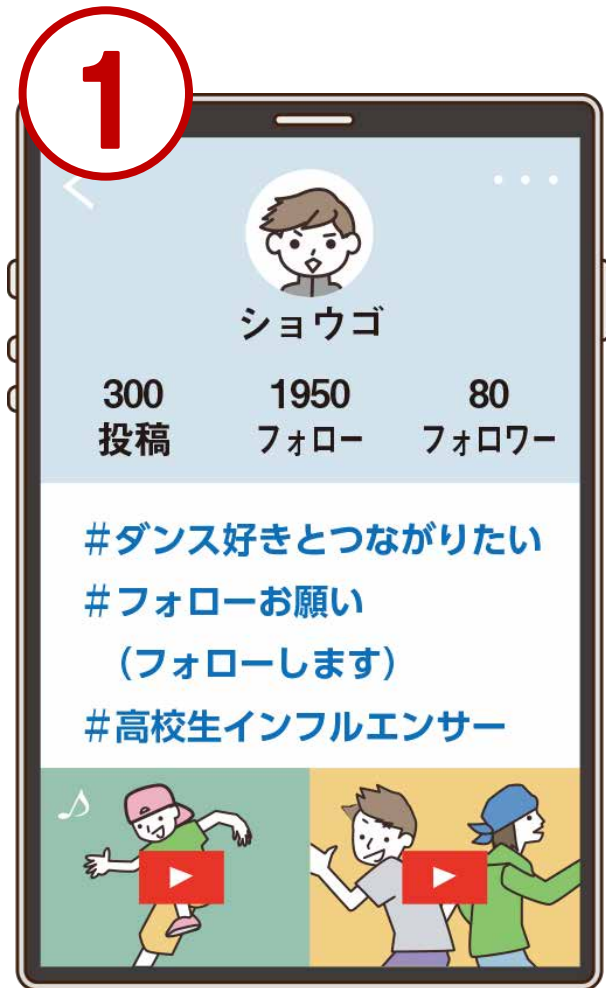 1
ショウゴ
300 1950 80
投稿 フォロー フォロワー
#ダンス好きとつながりたい
#フォローお願い
(フォローします)
#高校生インフルエンサー